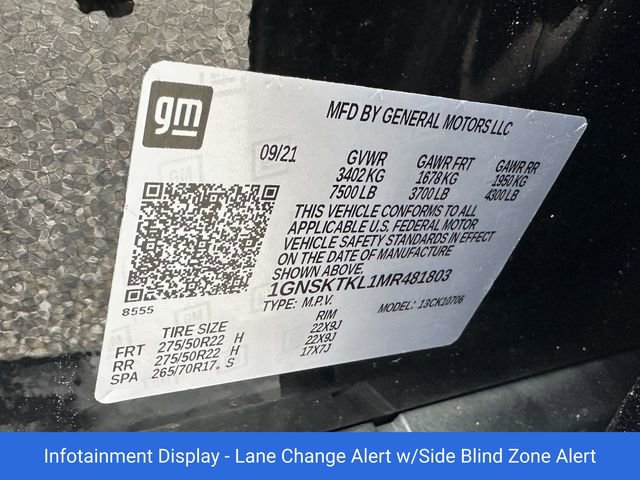 gm
MFD BY GENERAL MOTORS LLC
09/21 GVWR GAWR FRT GAWR RR
3402 KG 1678 KG 1950 KG
7500 LB 3700 LB 4300 LB
THIS VEHICLE CONFORMS TO ALL
APPLICABLE U.S. FEDERAL MOTOR
VEHICLE SAFETY STANDARDS IN EFFECT
ON THE DATE OF MANUFACTURE
SHOWN ABOVE.
1GNSKTKL1MR481803
TYPE: M.P.V. MODEL: 13CK10706
8555
TIRE SIZE RIM
FRT 275/50R22 H 22X9J
RR 275/50R22 H 22X9J
SPA 265/70R17. S 17X7J
Infotainment Display - Lane Change Alert w/Side Blind Zone Alert